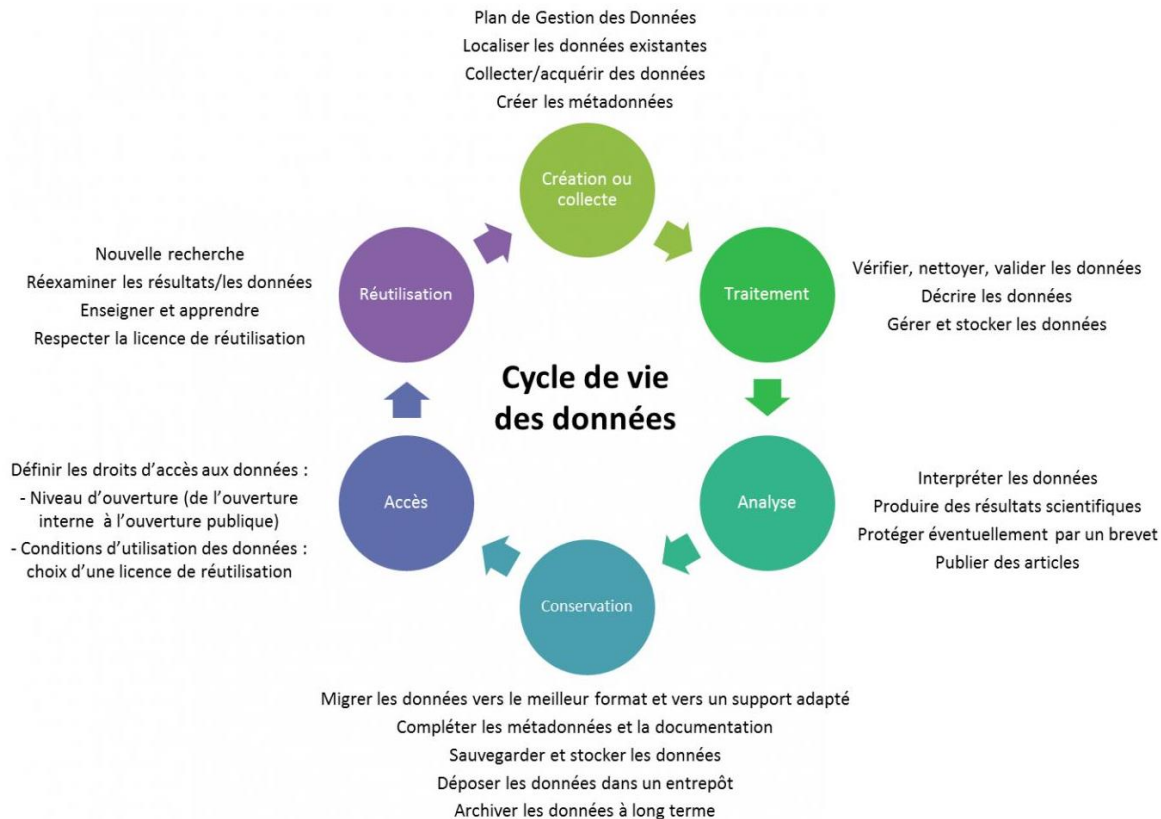 Plan de Gestion des Données
Localiser les données existantes
Collecter/acquérir des données
Créer les métadonnées
Création ou
collecte
Traitement
Vérifier, nettoyer, valider les données
Décrire les données
Gérer et stocker les données
Analyse
Interpréter les données
Produire des résultats scientifiques
Protéger éventuellement par un brevet
Publier des articles
Conservation
Migrer les données vers le meilleur format et vers un support adapté
Compléter les métadonnées et la documentation
Sauvegarder et stocker les données
Déposer les données dans un entrepôt
Archiver les données à long terme
Accès
Définir les droits d’accès aux données :
- Niveau d’ouverture (de l’ouverture
interne à l’ouverture publique)
- Conditions d’utilisation des données :
choix d’une licence de réutilisation
Réutilisation
Nouvelle recherche
Réexaminer les résultats/les données
Enseigner et apprendre
Respecter la licence de réutilisation
Cycle de vie
des données